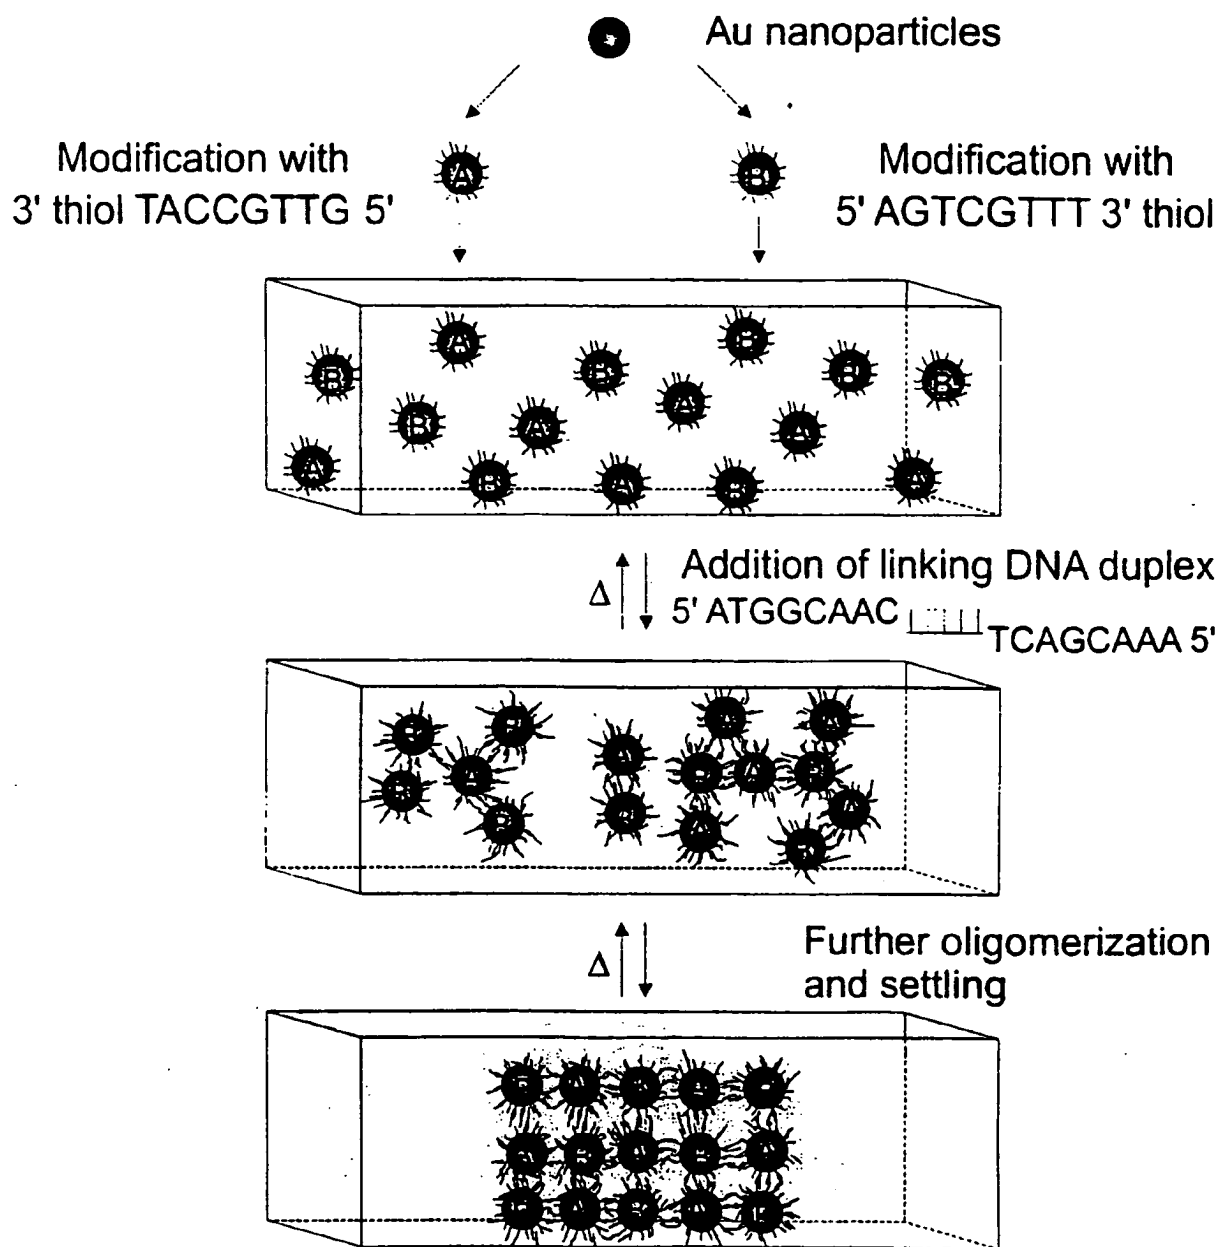 Au nanoparticles
Modification with
3' thiol TACCGTTG 5'
A
B
Modification with
5' AGTCGTTT 3' thiol
A
B
B
B
B
B
A
B
A
A
A
B
A
B
A
Δ
Addition of linking DNA duplex
5' ATGGCAAC
TCAGCAAA 5'
A
A
A
A
B
A
Δ
Further oligomerization
and settling